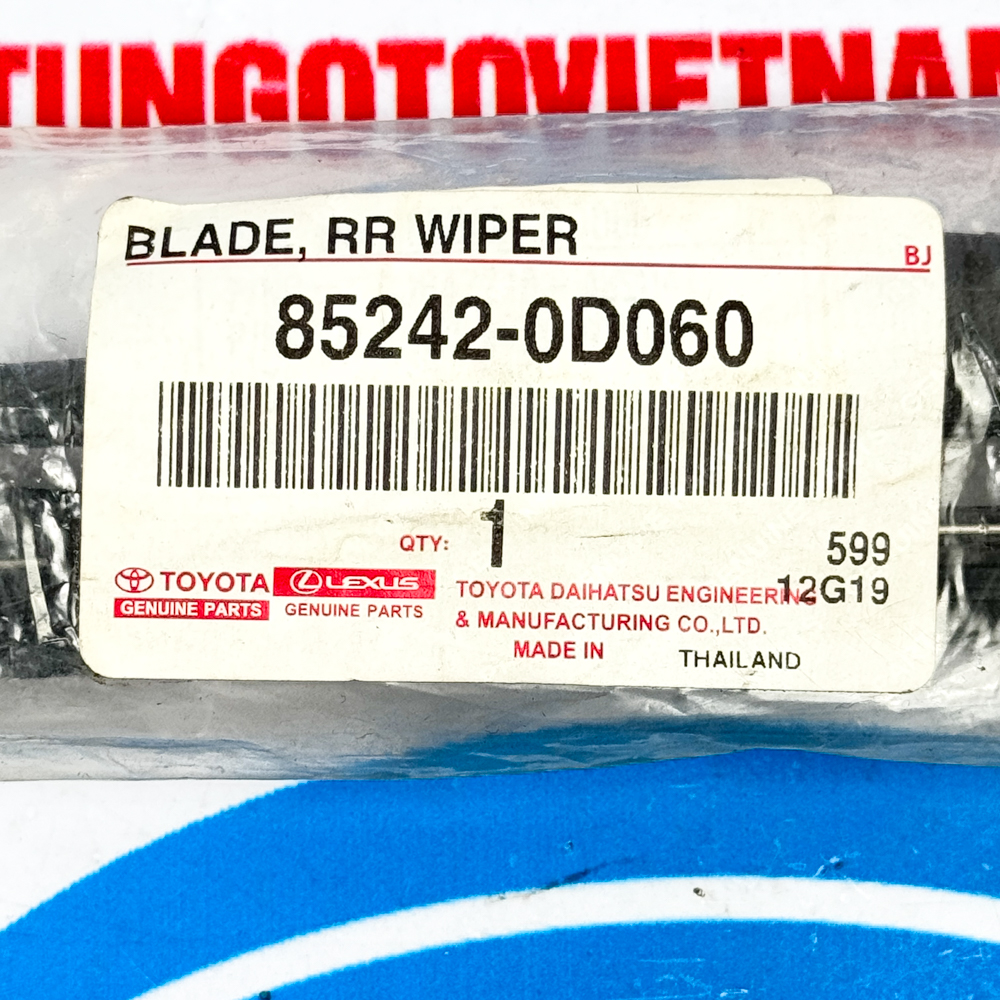 TUNGOTOVIETNAM
BLADE, RR WIPER
BJ
85242-0D060
QTY: 1
599
12G19
TOYOTA
GENUINE PARTS
LEXUS
GENUINE PARTS
TOYOTA DAIHATSU ENGINEERING
& MANUFACTURING CO.,LTD.
MADE IN THAILAND